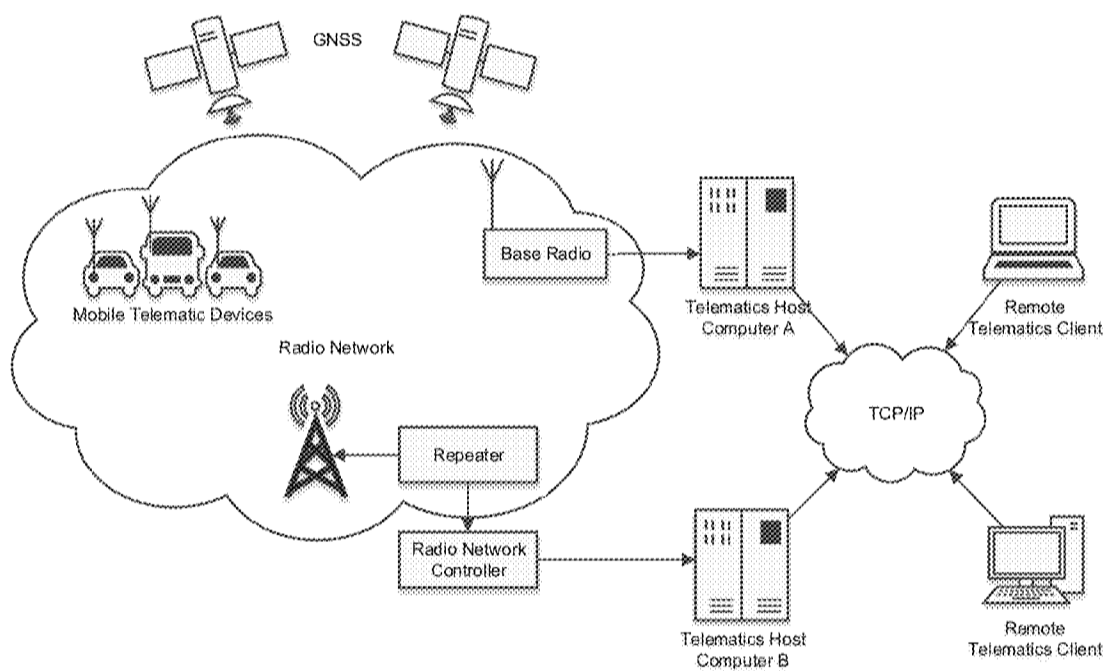 GNSS
Base Radio
Mobile Telematic Devices
Radio Network
Telematics Host
Computer A
Remote
Telematics Client
TCP/IP
Repeater
Radio Network
Controller
Telematics Host
Computer B
Remote
Telematics Client